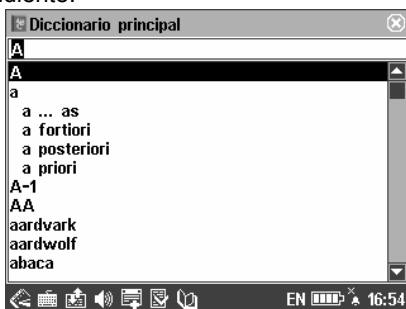 Diccionario principal
A
A
a
a ... as
a fortiori
a posteriori
a priori
A-1
AA
aardvark
aardwolf
abaca
EN 16:54